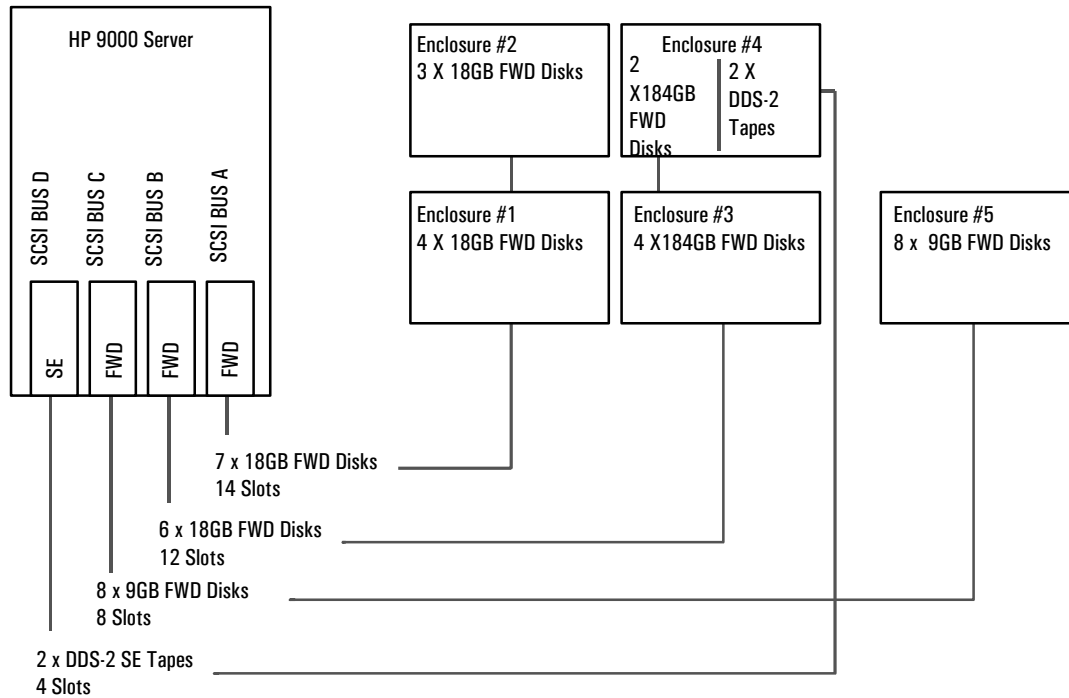 HP 9000 Server
SCSI BUS D
SCSI BUS C
SCSI BUS B
SCSI BUS A
SE
FWD
FWD
FWD
Enclosure #2
3 X 18GB FWD Disks
Enclosure #4
2
X184GB
FWD
Disks
2 X
DDS-2
Tapes
Enclosure #1
4 X 18GB FWD Disks
Enclosure #3
4 X184GB FWD Disks
Enclosure #5
8 x 9GB FWD Disks
7 x 18GB FWD Disks
14 Slots
6 x 18GB FWD Disks
12 Slots
8 x 9GB FWD Disks
8 Slots
2 x DDS-2 SE Tapes
4 Slots